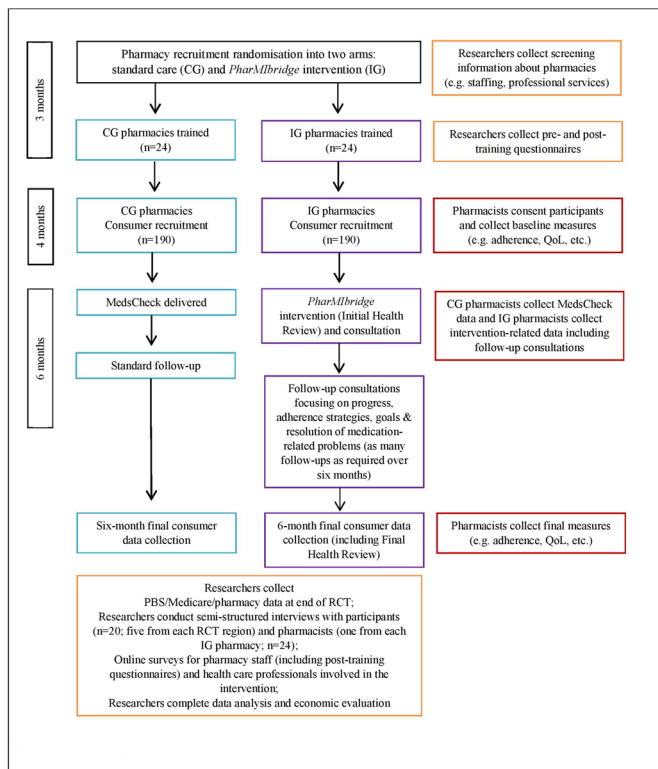 Pharmacy recruitment randomisation into two arms:
standard care (CG) and PharMIbridge intervention (IG)
Researchers collect screening
information about pharmacies
(e.g. staffing, professional services)
3 months
CG pharmacies trained
(n=24)
IG pharmacies trained
(n=24)
Researchers collect pre- and post-
training questionnaires
4 months
CG pharmacies
Consumer recruitment
(n=190)
IG pharmacies
Consumer recruitment
(n=190)
Pharmacists consent participants
and collect baseline measures
(e.g. adherence, QoL, etc.)
6 months
MedsCheck delivered
PharMIbridge
intervention (Initial Health
Review) and consultation
CG pharmacists collect MedsCheck
data and IG pharmacists collect
intervention-related data including
follow-up consultations
Standard follow-up
Follow-up consultations
focusing on progress,
adherence strategies, goals &
resolution of medication-
related problems (as many
follow-ups as required over
six months)
Six-month final consumer
data collection
6-month final consumer data
collection (including Final
Health Review)
Pharmacists collect final measures
(e.g. adherence, QoL, etc.)
Researchers collect
PBS/Medicare/pharmacy data at end of RCT;
Researchers conduct semi-structured interviews with participants
(n=20; five from each RCT region) and pharmacists (one from each
IG pharmacy; n=24);
Online surveys for pharmacy staff (including post-training
questionnaires) and health care professionals involved in the
intervention;
Researchers complete data analysis and economic evaluation